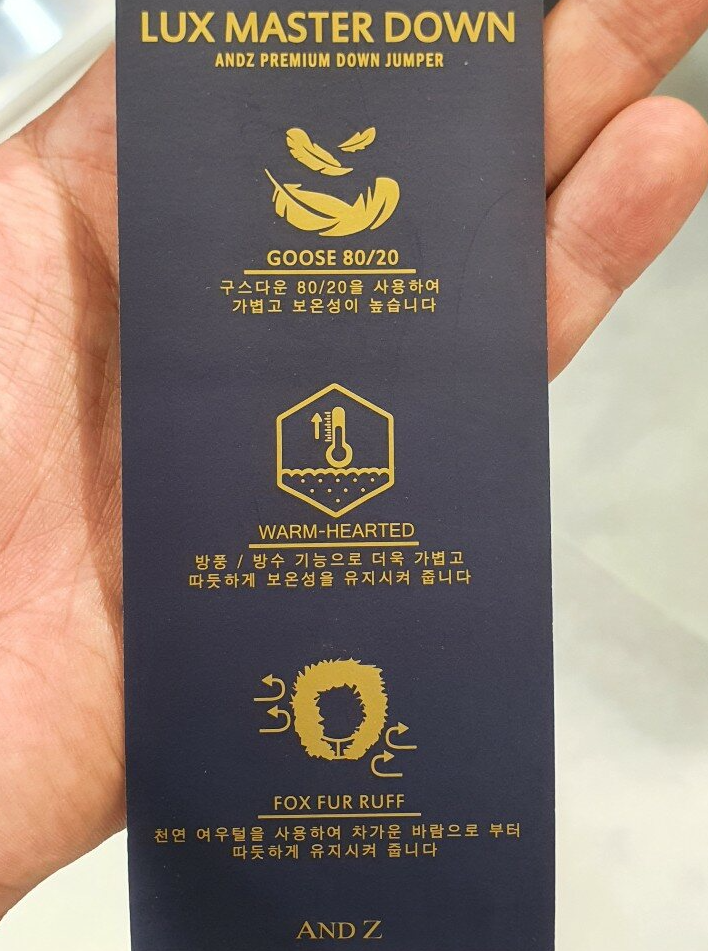 LUX MASTER DOWN
ANDZ PREMIUM DOWN JUMPER
GOOSE 80/20
구스다운 80/20을 사용하여
가볍고 보온성이 높습니다
WARM-HEARTED
방풍 / 방수 기능으로 더욱 가볍고
따듯하게 보온성을 유지시켜 줍니다
FOX FUR RUFF
천연 여우털을 사용하여 차가운 바람으로 부터
따듯하게 유지시켜 줍니다
AND Z